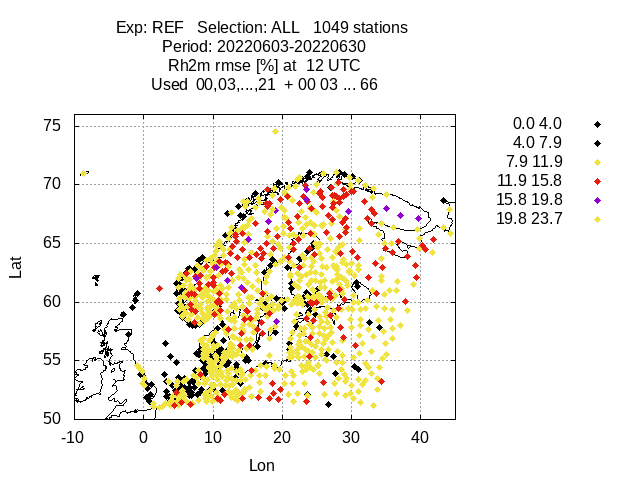 Exp: REF   Selection: ALL   1049 stations
Period: 20220603-20220630
Rh2m rmse [%] at  12 UTC
Used  00,03,...,21  + 00 03 ... 66
0.0 4.0
4.0 7.9
7.9 11.9
11.9 15.8
15.8 19.8
19.8 23.7
75
70
65
60
55
50
Lat
-10 0 10 20 30 40
Lon